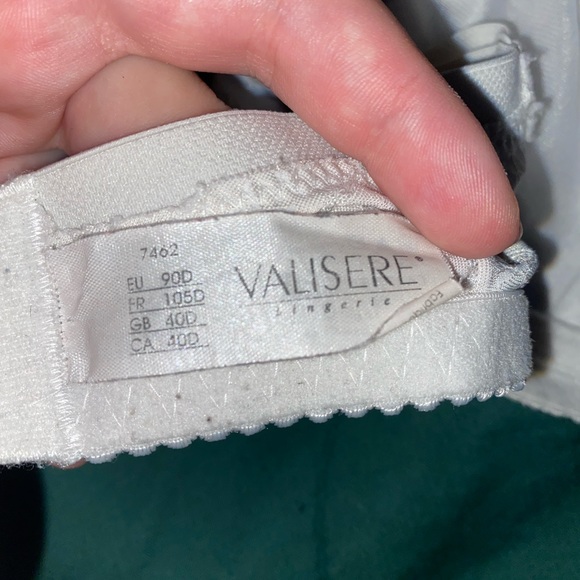 7462
EU 90D
FR 105D
GB 40D
CA 40D
VALISERE®
Lingerie